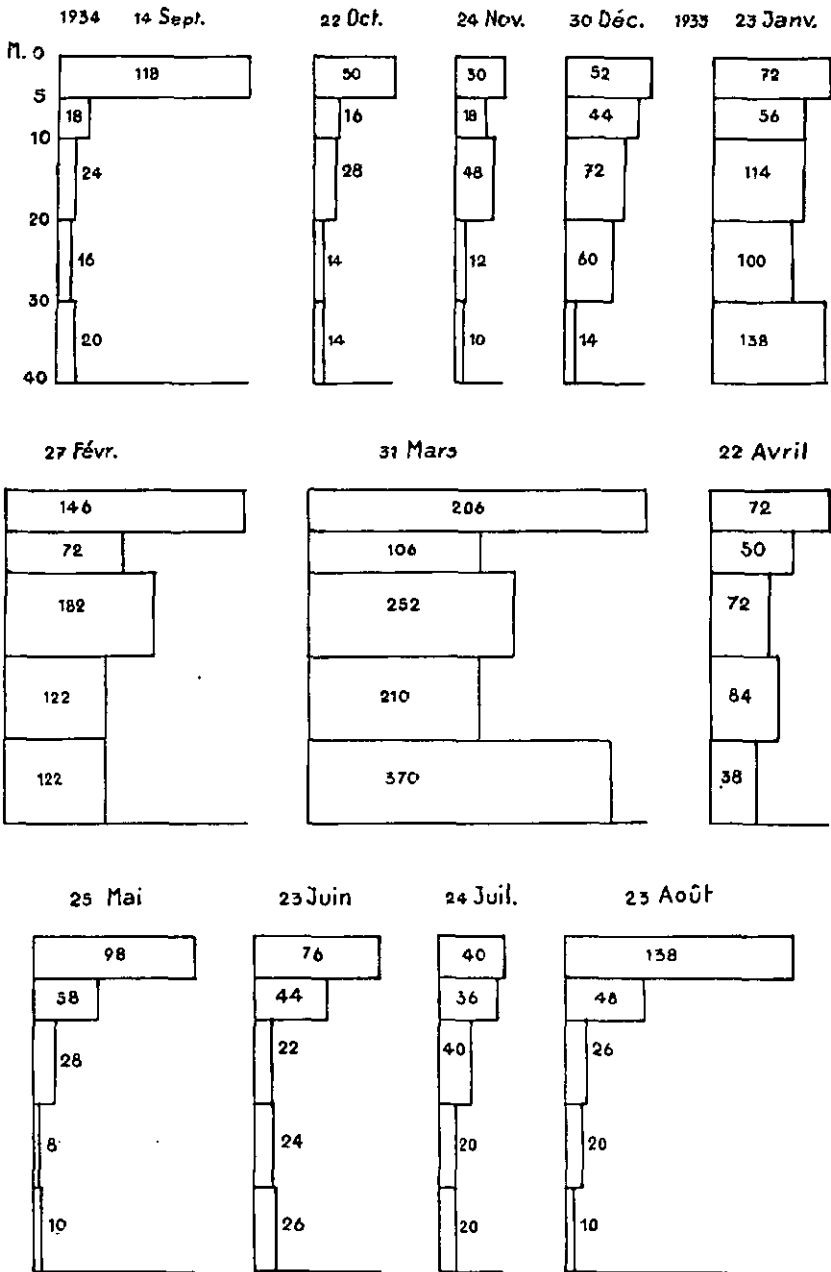 1934 14 Sept. 22 Oct. 24 Nov. 30 Déc. 1935 23 Janv.
M. 0
118 50 30 52 72
5
18 16 18 44 56
10
24 28 48 72 114
20
16 14 12 60 100
30
20 14 10 14 138
40
27 Févr. 31 Mars 22 Avril
146 206 72
72 106 50
182 252 72
122 210 84
122 370 38
25 Mai 23 Juin 24 Juil. 23 Août
98 76 40 138
38 44 36 48
28 22 40 26
8 24 20 20
10 26 20 10